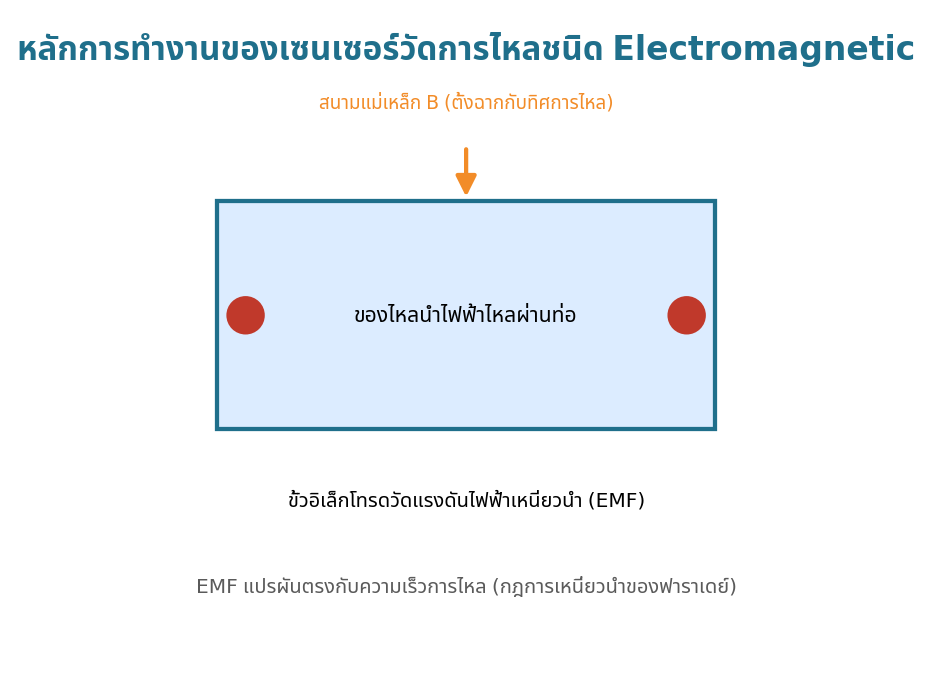 หลักการทำงานของเซนเซอร์วัดการไหลชนิด Electromagnetic
สนามแม่เหล็ก B (ตั้งฉากกับทิศการไหล)
ของไหลนำไฟฟ้าไหลผ่านท่อ
ขั้วอิเล็กโทรดวัดแรงดันไฟฟ้าเหนี่ยวนำ (EMF)
EMF แปรผันตรงกับความเร็วการไหล (กฎการเหนี่ยวนำของฟาราเดย์)